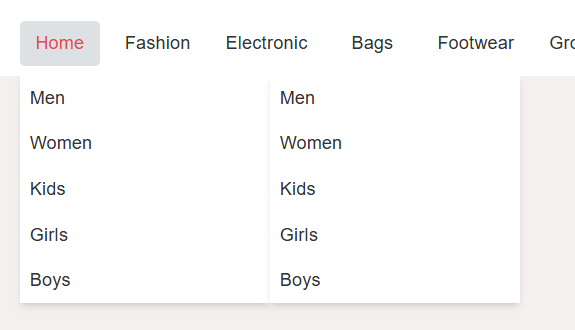 Home Fashion Electronic Bags Footwear
Men
Women
Kids
Girls
Boys
Men
Women
Kids
Girls
Boys